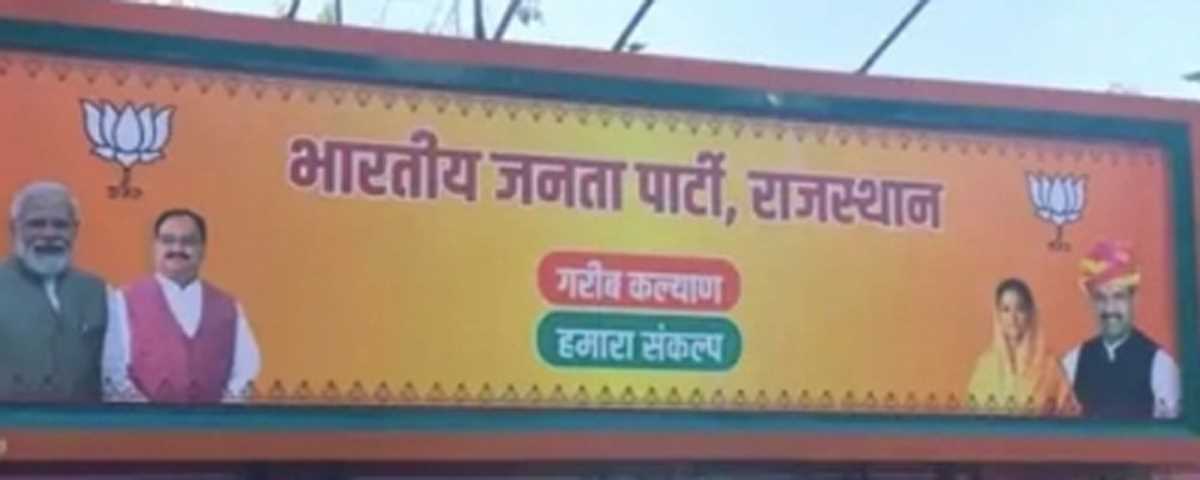 भारतीय जनता पार्टी, राजस्थान
गरीब कल्याण
हमारा संकल्प